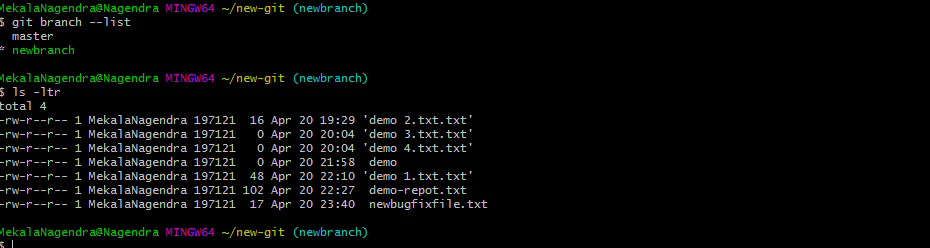 MekalaNagendra@Nagendra MINGW64 ~/new-git (newbranch)
$ git branch --list
  master
* newbranch

MekalaNagendra@Nagendra MINGW64 ~/new-git (newbranch)
$ ls -ltr
total 4
-rw-r--r-- 1 MekalaNagendra 197121  16 Apr 20 19:29 'demo 2.txt.txt'
-rw-r--r-- 1 MekalaNagendra 197121   0 Apr 20 20:04 'demo 3.txt.txt'
-rw-r--r-- 1 MekalaNagendra 197121   0 Apr 20 20:04 'demo 4.txt.txt'
-rw-r--r-- 1 MekalaNagendra 197121   0 Apr 20 21:58  demo
-rw-r--r-- 1 MekalaNagendra 197121  48 Apr 20 22:10 'demo 1.txt.txt'
-rw-r--r-- 1 MekalaNagendra 197121 102 Apr 20 22:27  demo-repot.txt
-rw-r--r-- 1 MekalaNagendra 197121  17 Apr 20 23:40  newbugfixfile.txt

MekalaNagendra@Nagendra MINGW64 ~/new-git (newbranch)
$